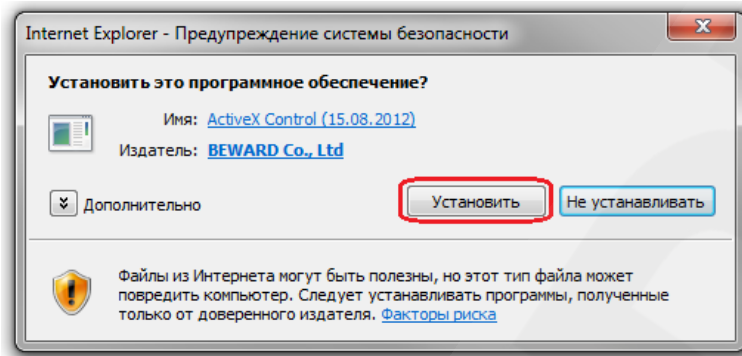 Internet Explorer - Предупреждение системы безопасности
Установить это программное обеспечение?
Имя: ActiveX Control (15.08.2012)
Издатель: BEWARD Co., Ltd
Дополнительно
Установить
Не устанавливать
Файлы из Интернета могут быть полезны, но этот тип файла может
повредить компьютер. Следует устанавливать программы, полученные
только от доверенного издателя. Факторы риска